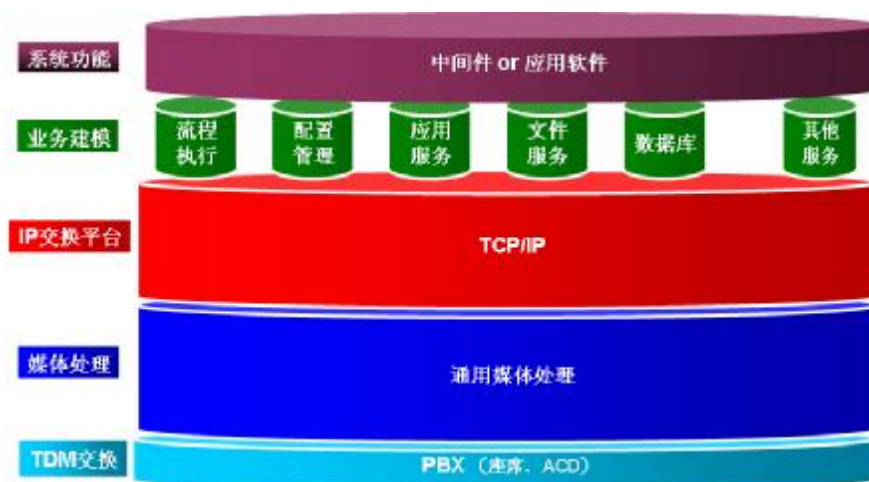 系统功能
中间件 or 应用软件
业务建模
流程
执行
配置
管理
应用
服务
文件
服务
数据库
其他
服务
IP交换平台
TCP/IP
媒体处理
通用媒体处理
TDM交换
PBX（座席、ACD）